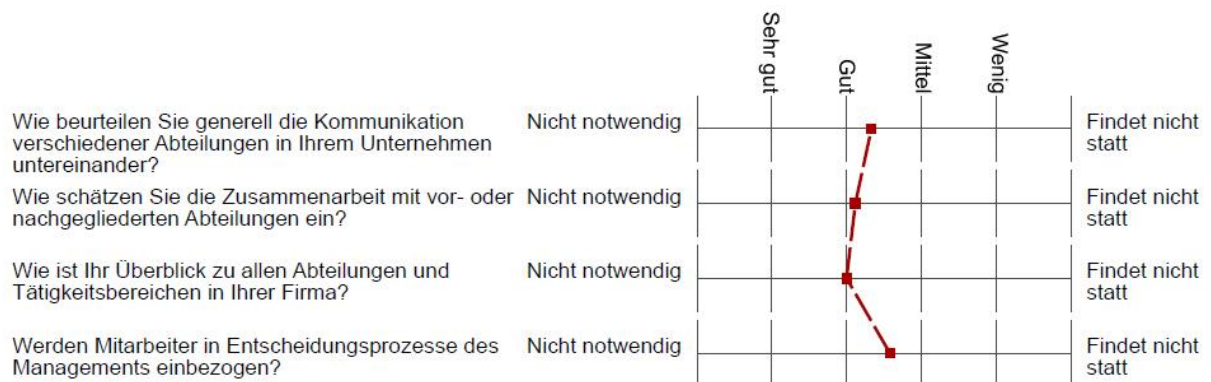 Sehr gut
Gut
Mittel
Wenig
Wie beurteilen Sie generell die Kommunikation
verschiedener Abteilungen in Ihrem Unternehmen
untereinander?
Nicht notwendig
Findet nicht
statt
Wie schätzen Sie die Zusammenarbeit mit vor- oder
nachgegliederten Abteilungen ein?
Nicht notwendig
Findet nicht
statt
Wie ist Ihr Überblick zu allen Abteilungen und
Tätigkeitsbereichen in Ihrer Firma?
Nicht notwendig
Findet nicht
statt
Werden Mitarbeiter in Entscheidungsprozesse des
Managements einbezogen?
Nicht notwendig
Findet nicht
statt